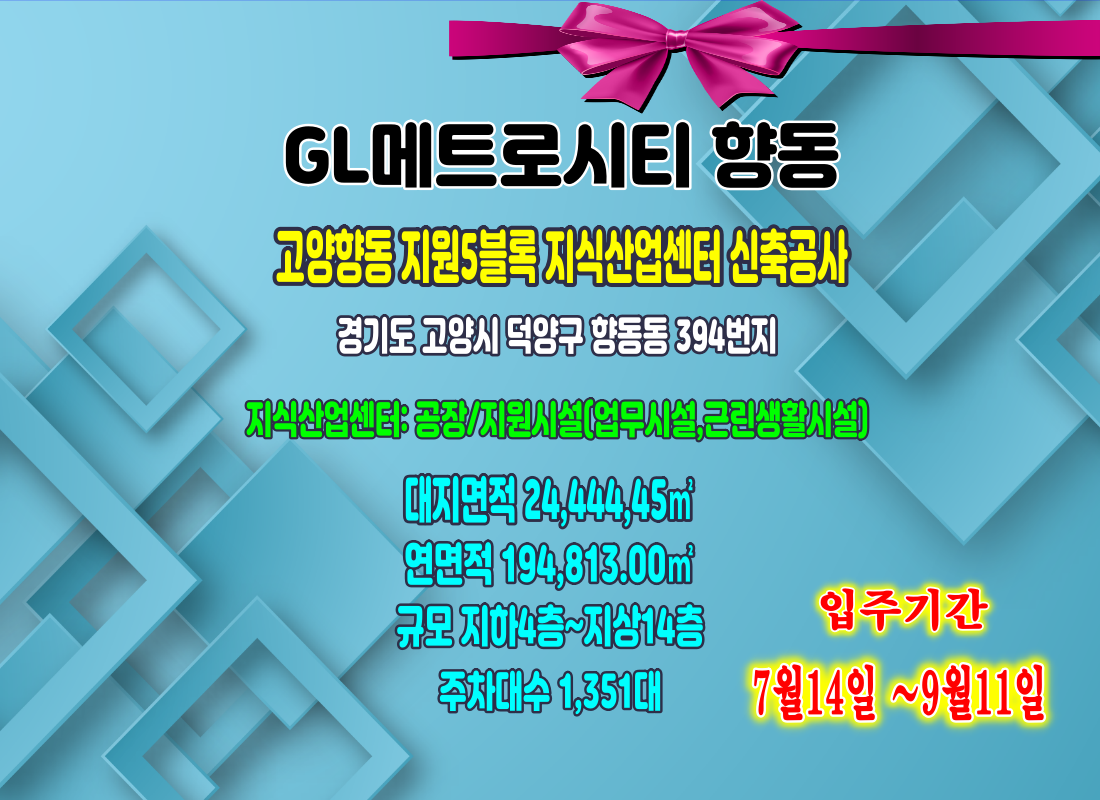 GL메트로시티 향동
고양향동 지원5블록 지식산업센터 신축공사
경기도 고양시 덕양구 향동동 394번지
지식산업센터: 공장/지원시설(업무시설,근린생활시설)
대지면적 24,444,45㎡
연면적 194,813.00㎡
규모 지하4층~지상14층
주차대수 1,351대
입주기간
7월14일 ~9월11일